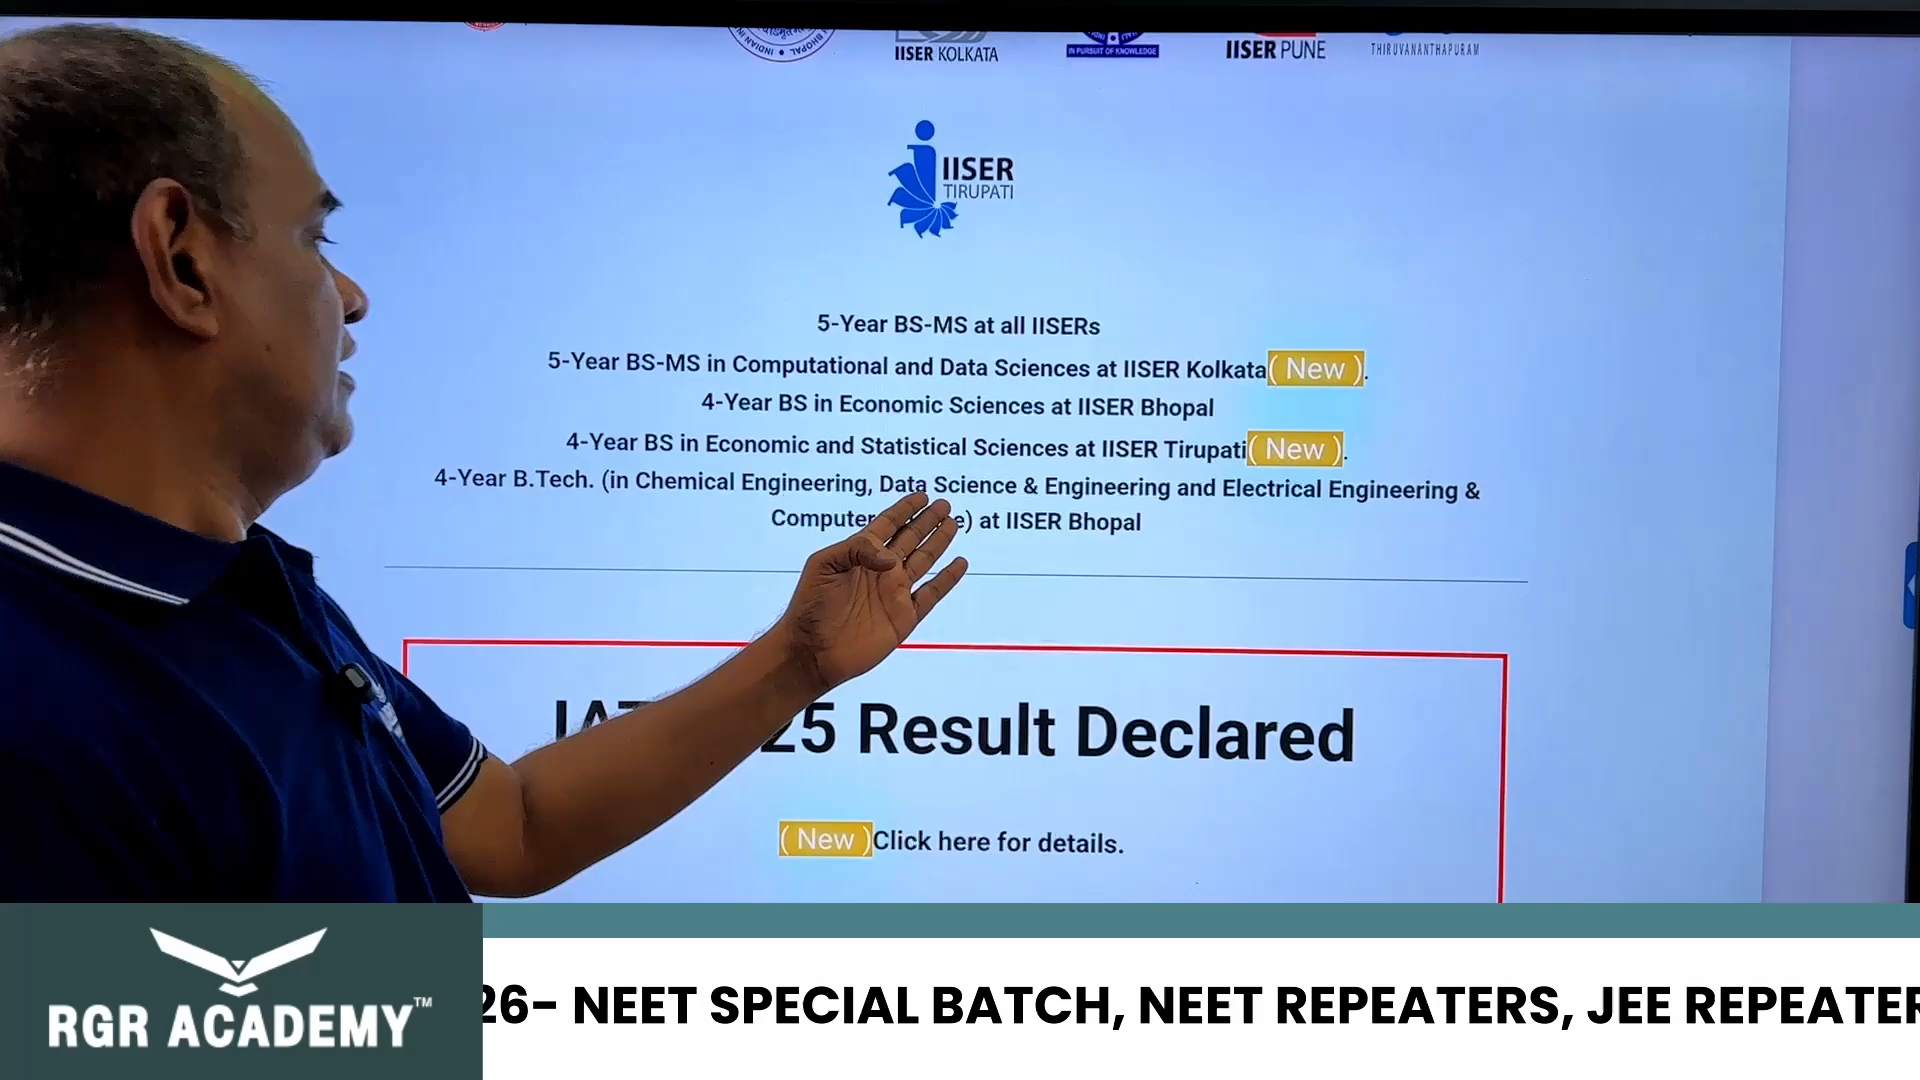 IISER KOLKATA
IN PURSUIT OF KNOWLEDGE
IISER PUNE
THIRUVANANTHAPURAM
IISER
TIRUPATI
5-Year BS-MS at all IISERs
5-Year BS-MS in Computational and Data Sciences at IISER Kolkata( New ).
4-Year BS in Economic Sciences at IISER Bhopal
4-Year BS in Economic and Statistical Sciences at IISER Tirupati( New ).
4-Year B.Tech. (in Chemical Engineering, Data Science & Engineering and Electrical Engineering &
Computer e) at IISER Bhopal
25 Result Declared
( New )Click here for details.
RGR ACADEMY™
26- NEET SPECIAL BATCH, NEET REPEATERS, JEE REPEATER